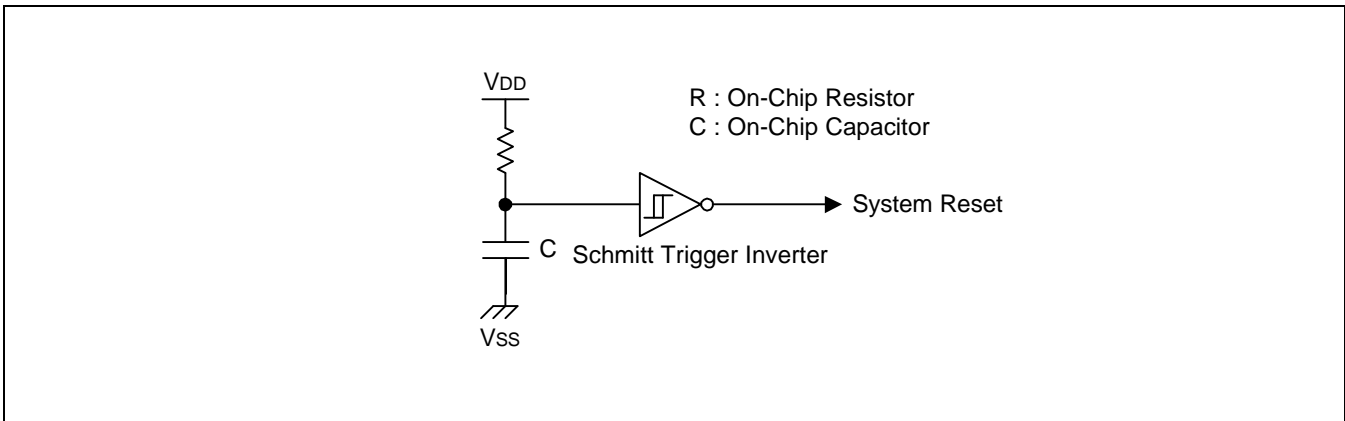 VDD
R : On-Chip Resistor
C : On-Chip Capacitor
System Reset
C
Schmitt Trigger Inverter
VSS